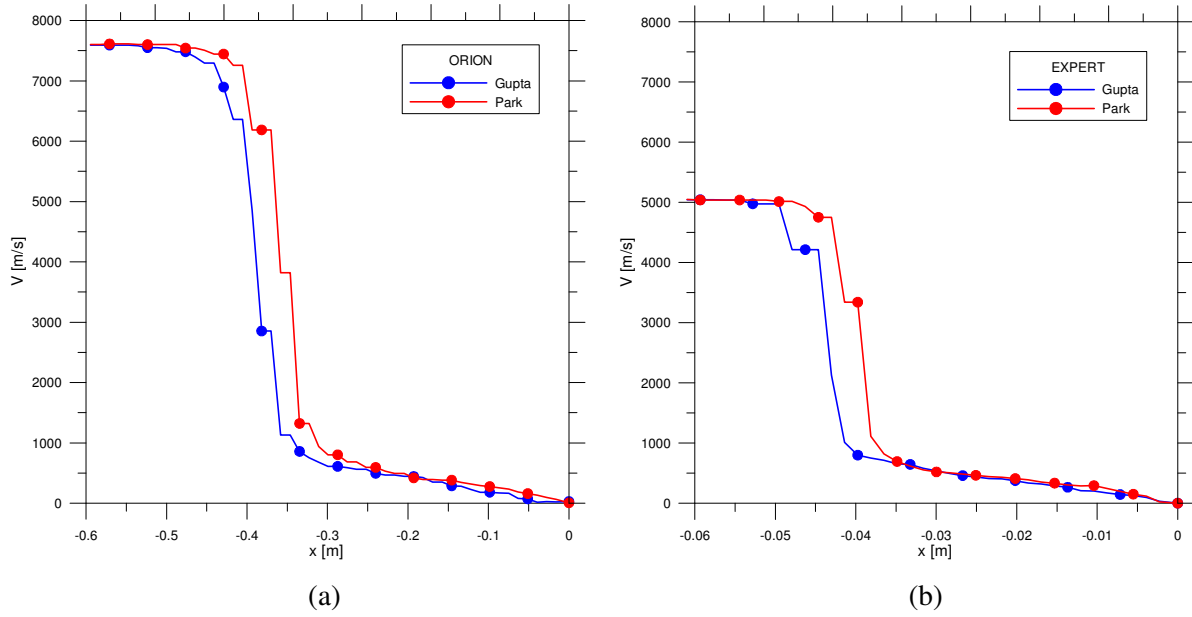 8000
7000
6000
5000
4000
3000
2000
1000
0
V [m/s]
-0.6 -0.5 -0.4 -0.3 -0.2 -0.1 0
x [m]
ORION
Gupta
Park
(a)
8000
7000
6000
5000
4000
3000
2000
1000
0
V [m/s]
-0.06 -0.05 -0.04 -0.03 -0.02 -0.01 0
x [m]
EXPERT
Gupta
Park
(b)